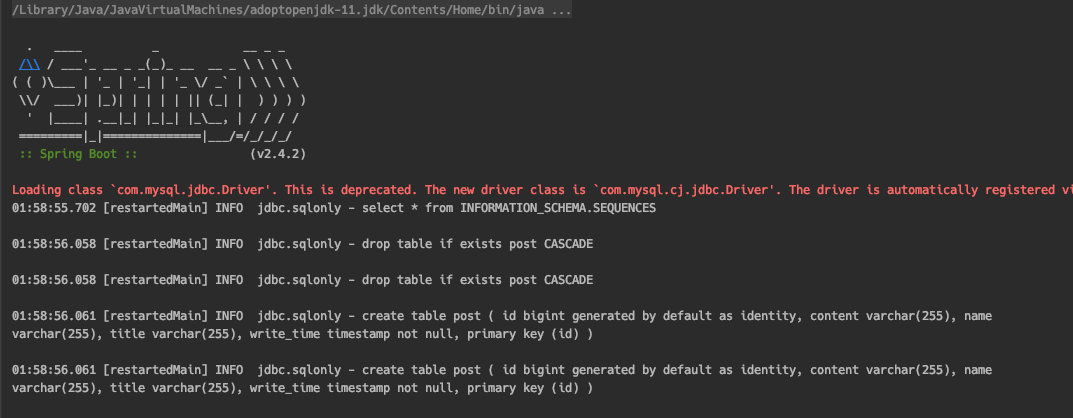 /Library/Java/JavaVirtualMachines/adoptopenjdk-11.jdk/Contents/Home/bin/java ...
  .   ____          _            __ _ _
 /\\ / ___'_ __ _ _(_)_ __  __ _ \ \ \ \
( ( )\___ | '_ | '_| | '_ \/ _` | \ \ \ \
 \\/  ___)| |_)| | | | | || (_| |  ) ) ) )
  '  |____| .__|_| |_|_| |_\__, | / / / /
 =========|_|==============|___/=/_/_/_/
 :: Spring Boot ::                (v2.4.2)
Loading class `com.mysql.jdbc.Driver'. This is deprecated. The new driver class is `com.mysql.cj.jdbc.Driver'. The driver is automatically registered vi
01:58:55.702 [restartedMain] INFO  jdbc.sqlonly - select * from INFORMATION_SCHEMA.SEQUENCES
01:58:56.058 [restartedMain] INFO  jdbc.sqlonly - drop table if exists post CASCADE
01:58:56.058 [restartedMain] INFO  jdbc.sqlonly - drop table if exists post CASCADE
01:58:56.061 [restartedMain] INFO  jdbc.sqlonly - create table post ( id bigint generated by default as identity, content varchar(255), name
varchar(255), title varchar(255), write_time timestamp not null, primary key (id) )
01:58:56.061 [restartedMain] INFO  jdbc.sqlonly - create table post ( id bigint generated by default as identity, content varchar(255), name
varchar(255), title varchar(255), write_time timestamp not null, primary key (id) )